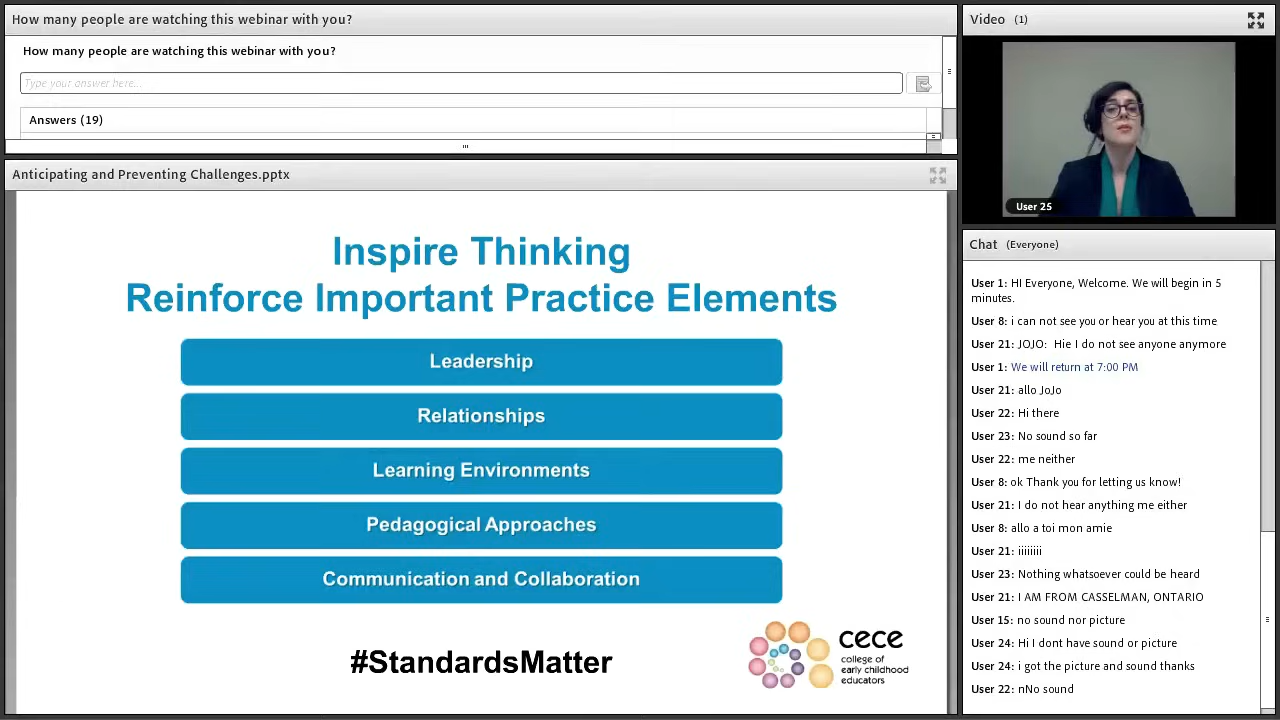 How many people are watching this webinar with you?
How many people are watching this webinar with you?
Type your answer here...
Answers (19)
Anticipating and Preventing Challenges.pptx
Inspire Thinking
Reinforce Important Practice Elements
Leadership
Relationships
Learning Environments
Pedagogical Approaches
Communication and Collaboration
#StandardsMatter
cece
college of
early childhood
educators
Video (1)
User 25
Chat (Everyone)
User 1: HI Everyone, Welcome. We will begin in 5
minutes.
User 8: i can not see you or hear you at this time
User 21: JOJO: Hie I do not see anyone anymore
User 1: We will return at 7:00 PM
User 21: allo JoJo
User 22: Hi there
User 23: No sound so far
User 22: me neither
User 8: ok Thank you for letting us know!
User 21: I do not hear anything me either
User 8: allo a toi mon amie
User 21: iiiiiiii
User 23: Nothing whatsoever could be heard
User 21: I AM FROM CASSELMAN, ONTARIO
User 15: no sound nor picture
User 24: Hi I dont have sound or picture
User 24: i got the picture and sound thanks
User 22: nNo sound